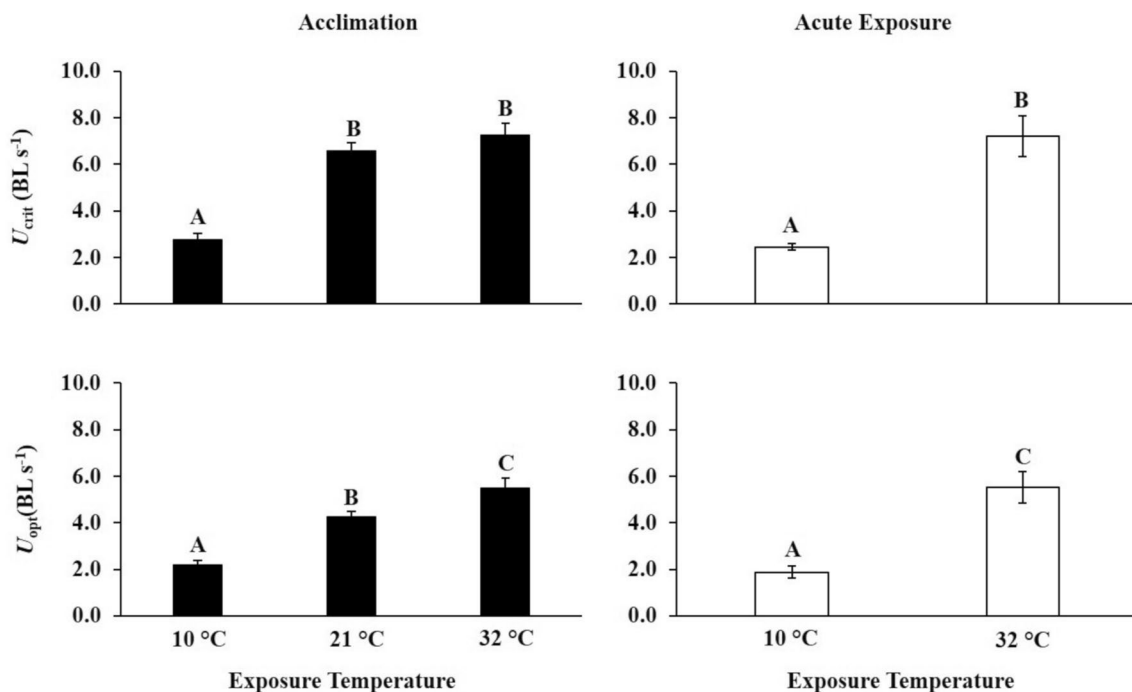 Acclimation
Acute Exposure
10.0
8.0
6.0
4.0
2.0
0.0
U_crit (BL s⁻¹)
A
B
B
10.0
8.0
6.0
4.0
2.0
0.0
A
B
10.0
8.0
6.0
4.0
2.0
0.0
U_opt(BL s⁻¹)
A
B
C
10 °C 21 °C 32 °C
Exposure Temperature
10.0
8.0
6.0
4.0
2.0
0.0
A
C
10 °C 32 °C
Exposure Temperature